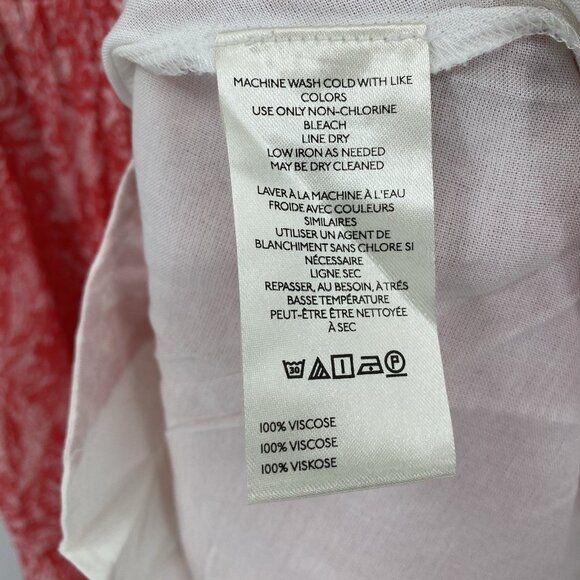 MACHINE WASH COLD WITH LIKE
COLORS
USE ONLY NON-CHLORINE
BLEACH
LINE DRY
LOW IRON AS NEEDED
MAY BE DRY CLEANED
LAVER À LA MACHINE À L'EAU
FROIDE AVEC COULEURS
SIMILAIRES
UTILISER UN AGENT DE
BLANCHIMENT SANS CHLORE SI
NÉCESSAIRE
LIGNE SEC
REPASSER, AU BESOIN, À TRÉS
BASSE TEMPÉRATURE
PEUT-ÊTRE ÊTRE NETTOYÉE
À SEC
30 P
100% VISCOSE
100% VISCOSE
100% VISKOSE